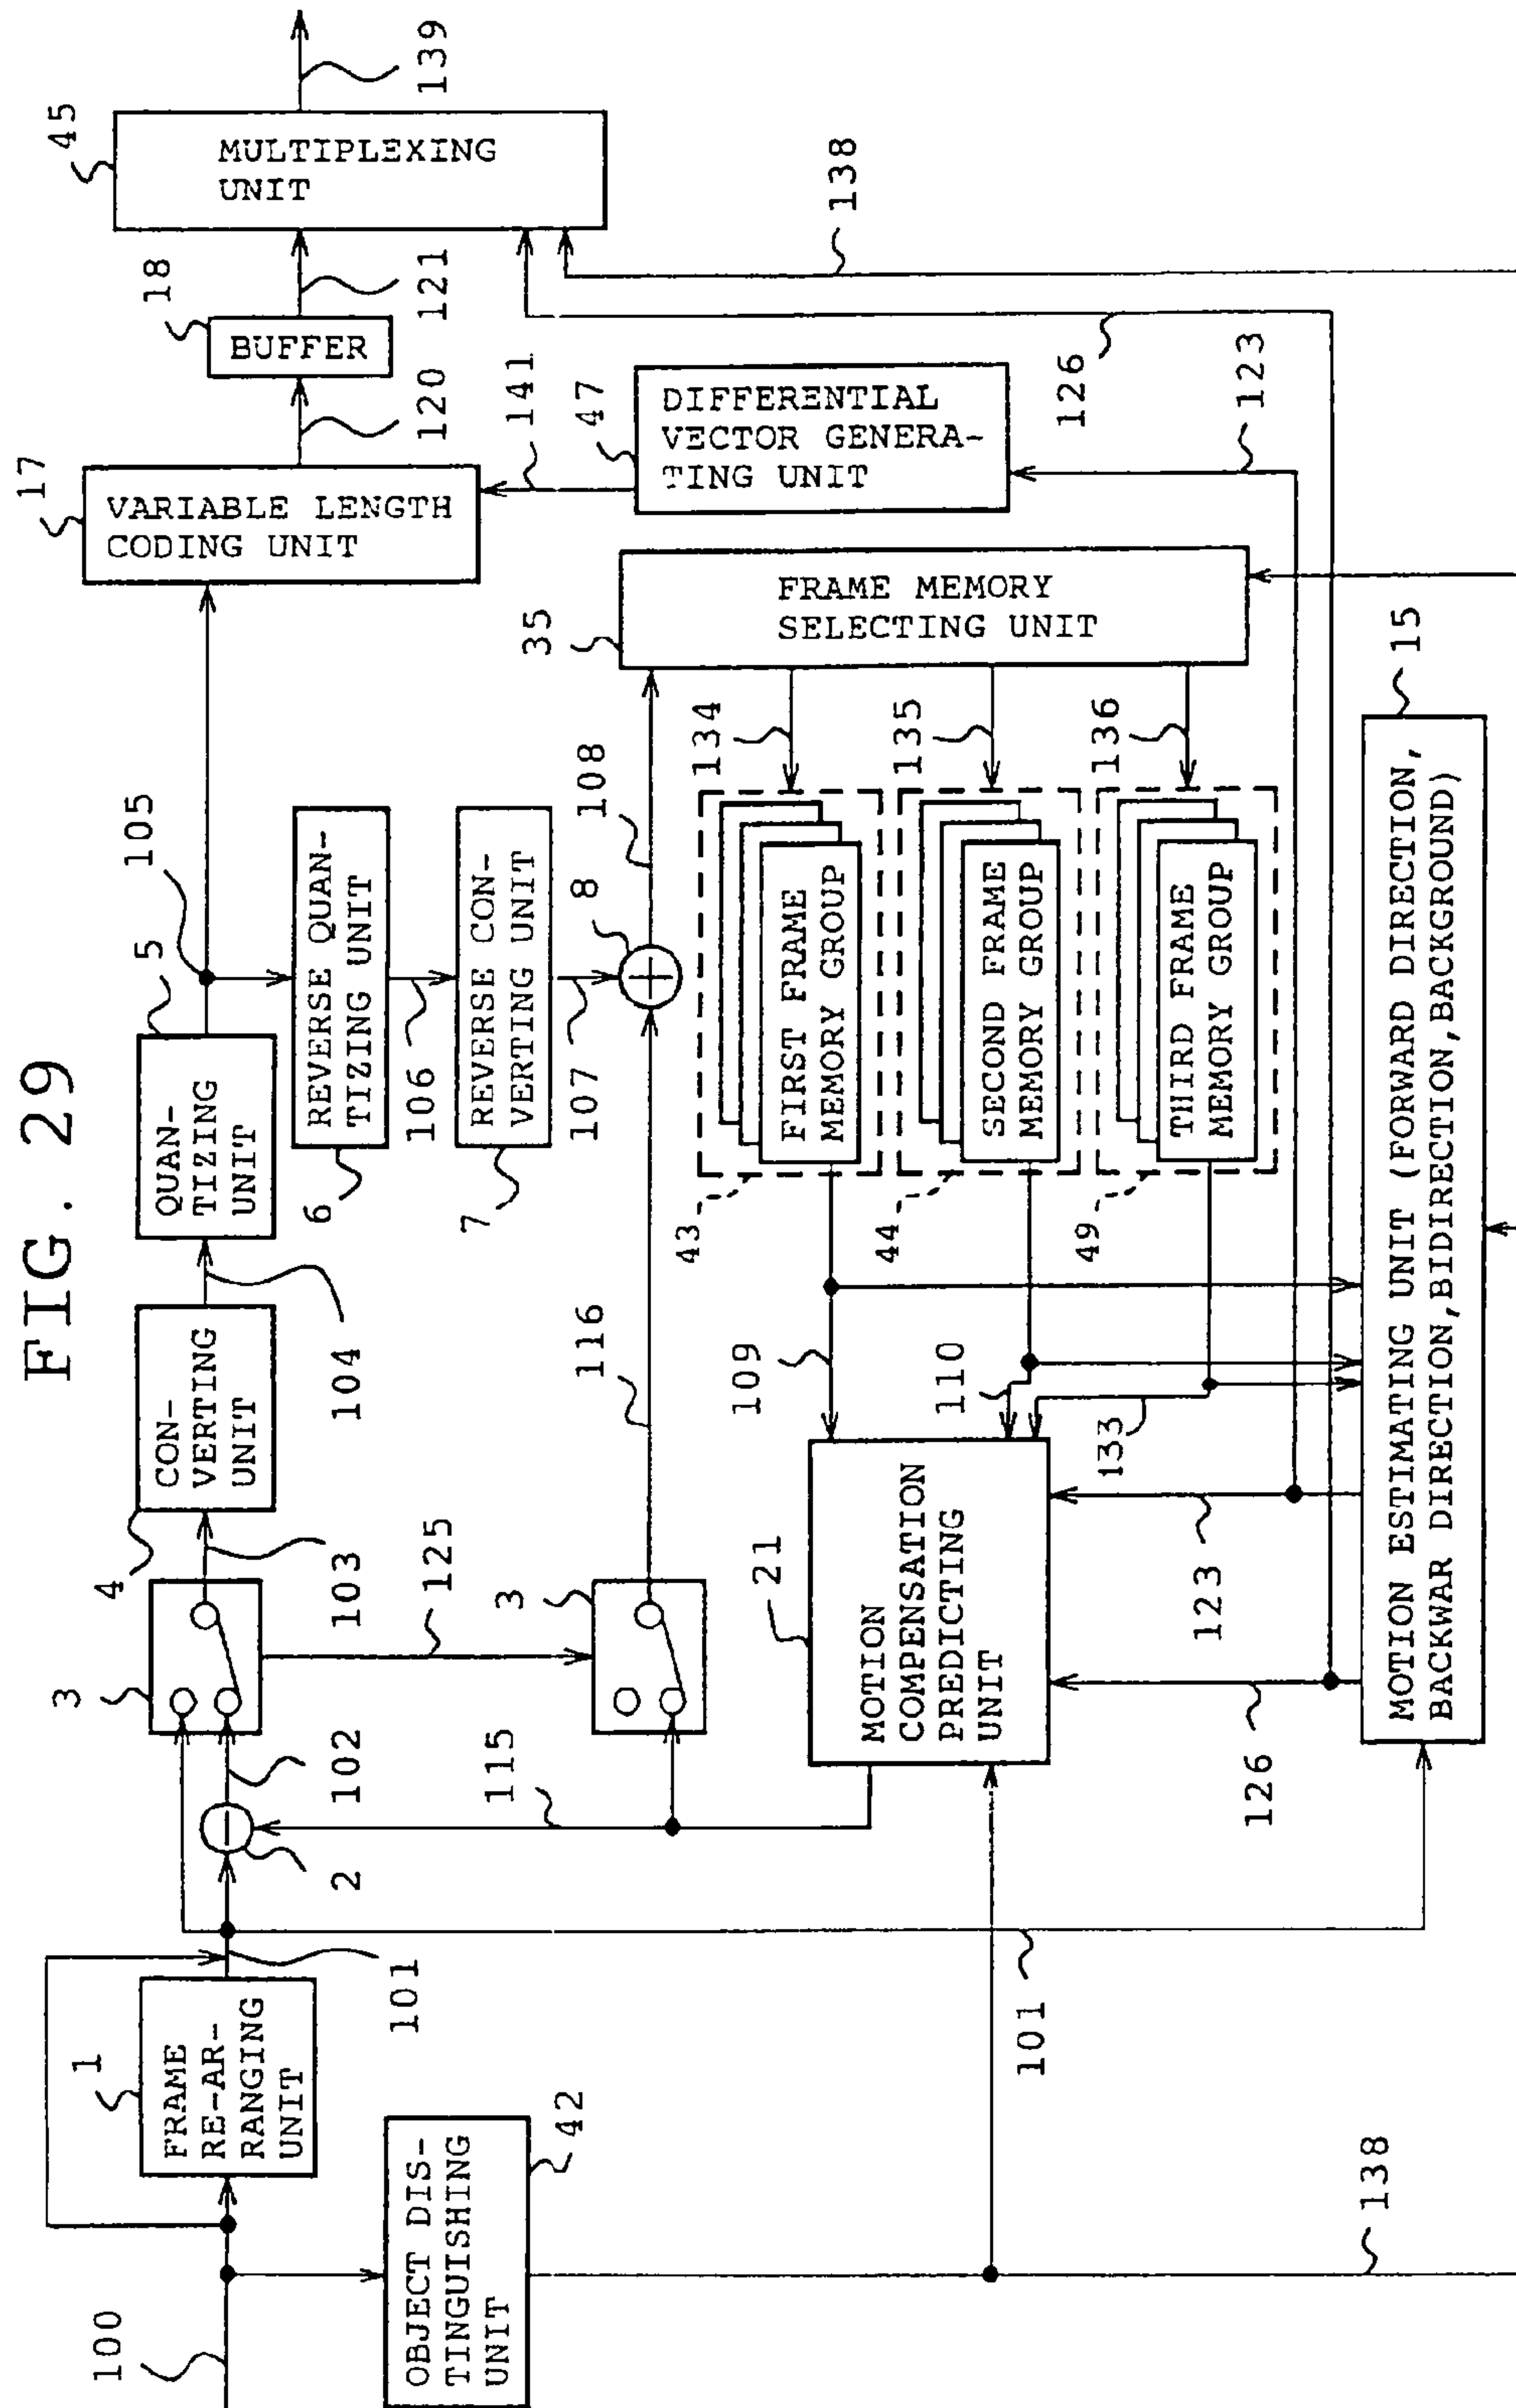 FIG. 29
100
1
FRAME
RE-AR-
RANGING
UNIT
101
2
102
3
103
4
CON-
VERTING
UNIT
104
QUAN-
TIZING
UNIT
5
105
17
VARIABLE LENGTH
CODING UNIT
120
18
BUFFER
121
45
MULTIPLEXING
UNIT
139
OBJECT DIS-
TINGUISHING
UNIT
42
115
125
3
116
6
REVERSE QUAN-
TIZING UNIT
106
7
REVERSE CON-
VERTING UNIT
107
8
108
141
35
FRAME MEMORY
SELECTING UNIT
47
DIFFERENTIAL
VECTOR GENERA-
TING UNIT
138
21
MOTION
COMPENSATION
PREDICTING
UNIT
109
110
133
43
FIRST FRAME
MEMORY GROUP
134
44
SECOND FRAME
MEMORY GROUP
135
49
THIRD FRAME
MEMORY GROUP
136
126
123
101
126
123
15
138
MOTION ESTIMATING UNIT (FORWARD DIRECTION,
BACKWAR DIRECTION,BIDIRECTION,BACKGROUND)